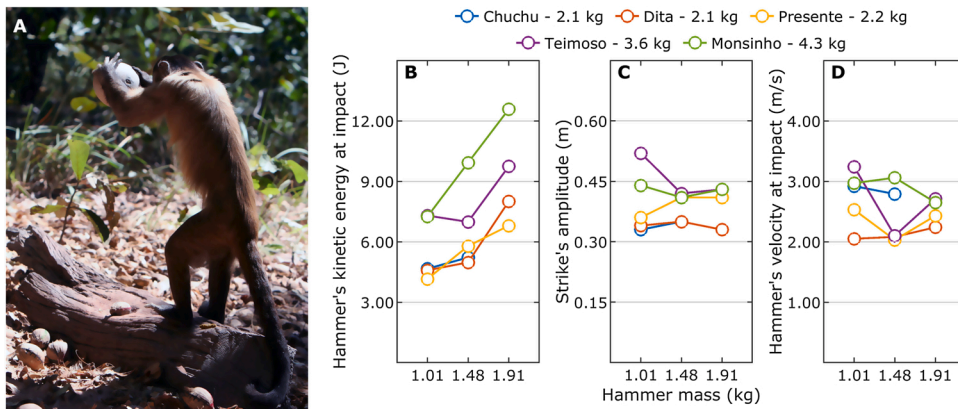 Chuchu - 2.1 kg
Dita - 2.1 kg
Presente - 2.2 kg
Teimoso - 3.6 kg
Monsinho - 4.3 kg
A
B
Hammer's kinetic energy at impact (J)
12.00
9.00
6.00
3.00
1.01 1.48 1.91
C
Strike's amplitude (m)
0.60
0.45
0.30
0.15
1.01 1.48 1.91
Hammer mass (kg)
D
Hammer's velocity at impact (m/s)
4.00
3.00
2.00
1.00
1.01 1.48 1.91